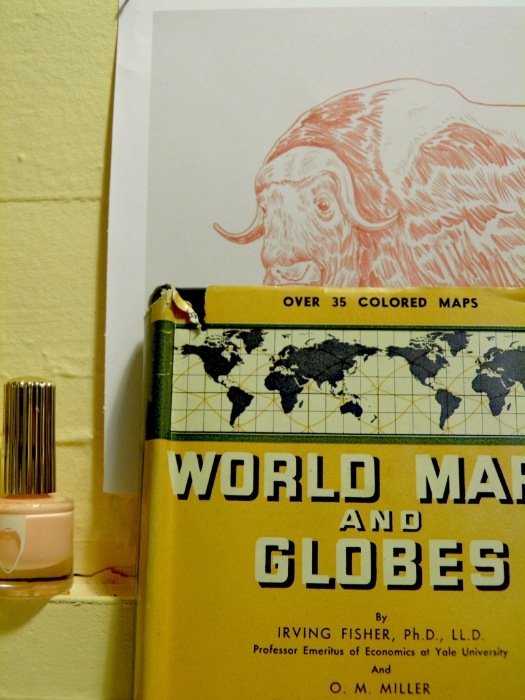 OVER 35 COLORED MAPS
WORLD MAP
AND
GLOBES
By
IRVING FISHER, Ph.D., LL.D.
Professor Emeritus of Economics at Yale University
And
O. M. MILLER